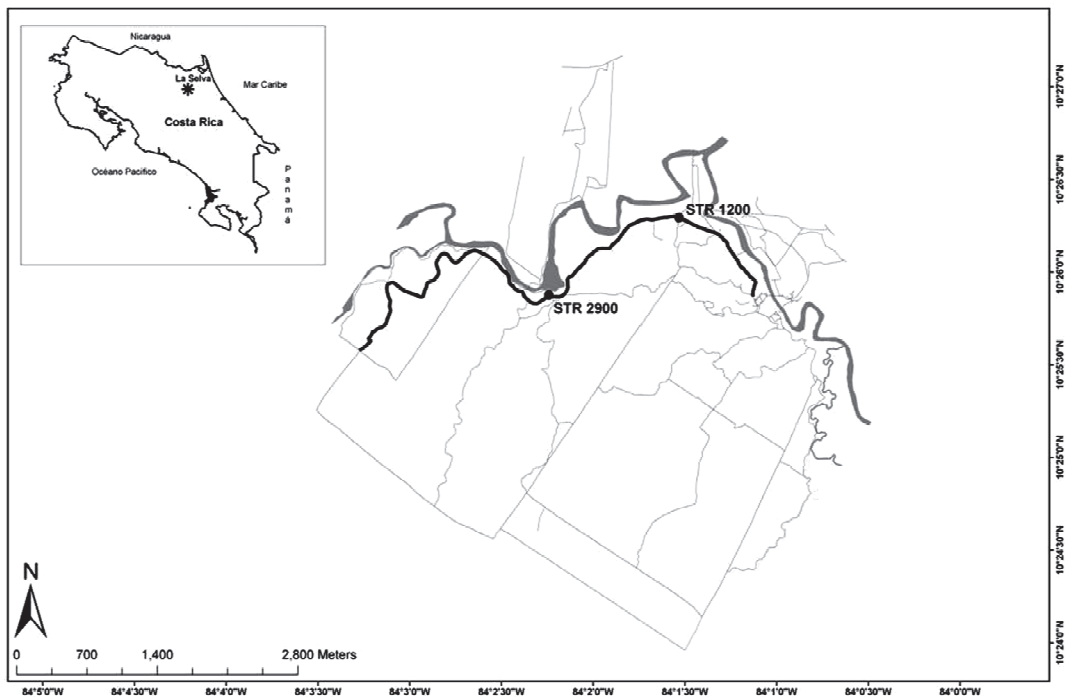 Nicaragua
La Selva
Mar Caribe
Costa Rica
Océano Pacífico
Panamá
STR 1200
STR 2900
N
0 700 1,400 2,800 Meters
84°5'0"W 84°4'30"W 84°4'0"W 84°3'30"W 84°3'0"W 84°2'30"W 84°2'0"W 84°1'30"W 84°1'0"W 84°0'30"W 84°0'0"W
10°27'0"N
10°26'30"N
10°26'0"N
10°25'30"N
10°25'0"N
10°24'30"N
10°24'0"N